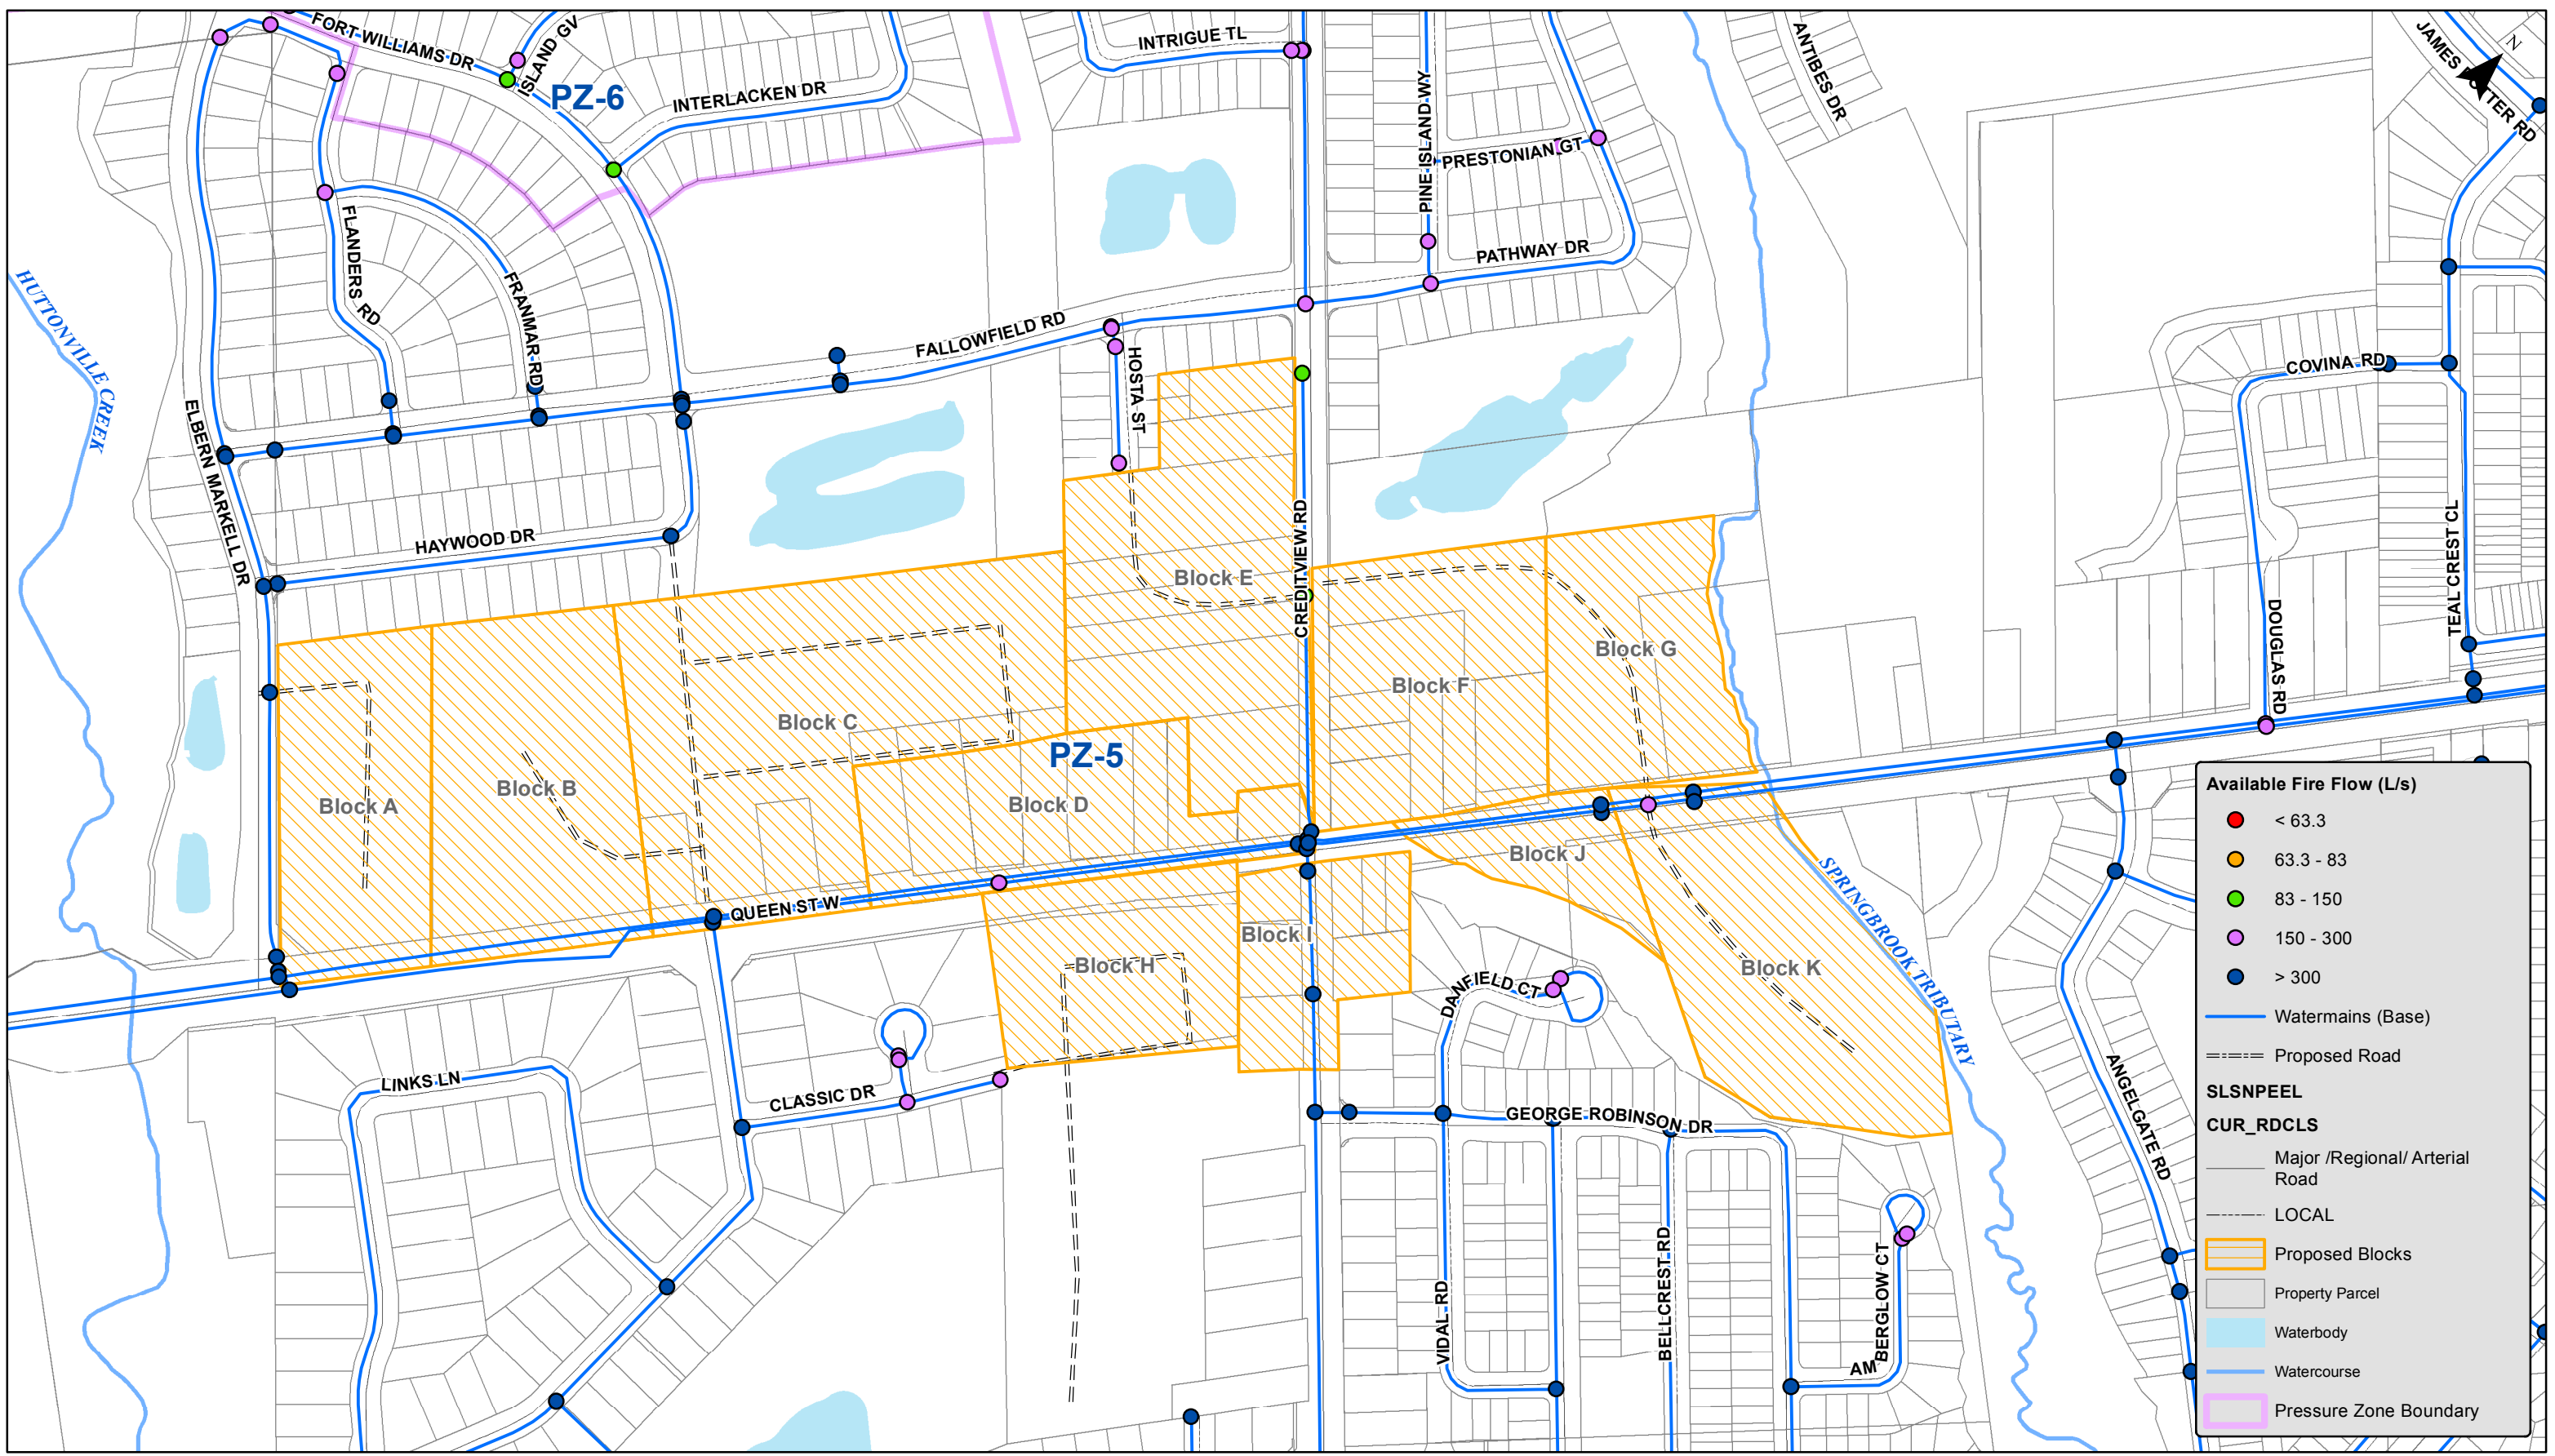 FORT WILLIAMS DR
ISLAND GV
PZ-6
INTERLACKEN DR
INTRIGUE TL
PINE ISLAND WY
PRESTONIAN GT
PATHWAY DR
ANTIBES DR
JAMES POTTER RD
N
HUTTONVILLE CREEK
FLANDERS RD
FRANMAR RD
FALLOWFIELD RD
HOSTA ST
ELBERN MARKELL DR
HAYWOOD DR
CREDITVIEW RD
COVINA RD
TEALCREST CL
DOUGLAS RD
Block E
Block G
Block F
Block C
PZ-5
Block B
Block A
Block D
Block J
QUEEN ST W
Block I
Block H
Block K
SPRINGBROOK TRIBUTARY
DANFIELD CT
LINKS LN
CLASSIC DR
GEORGE ROBINSON DR
ANGELGATE RD
VIDAL RD
BELLCREST RD
AMBERGLOW CT
Available Fire Flow (L/s)
< 63.3
63.3 - 83
83 - 150
150 - 300
> 300
Watermains (Base)
Proposed Road
SLSNPEEL
CUR_RDCLS
Major /Regional/ Arterial
Road
LOCAL
Proposed Blocks
Property Parcel
Waterbody
Watercourse
Pressure Zone Boundary